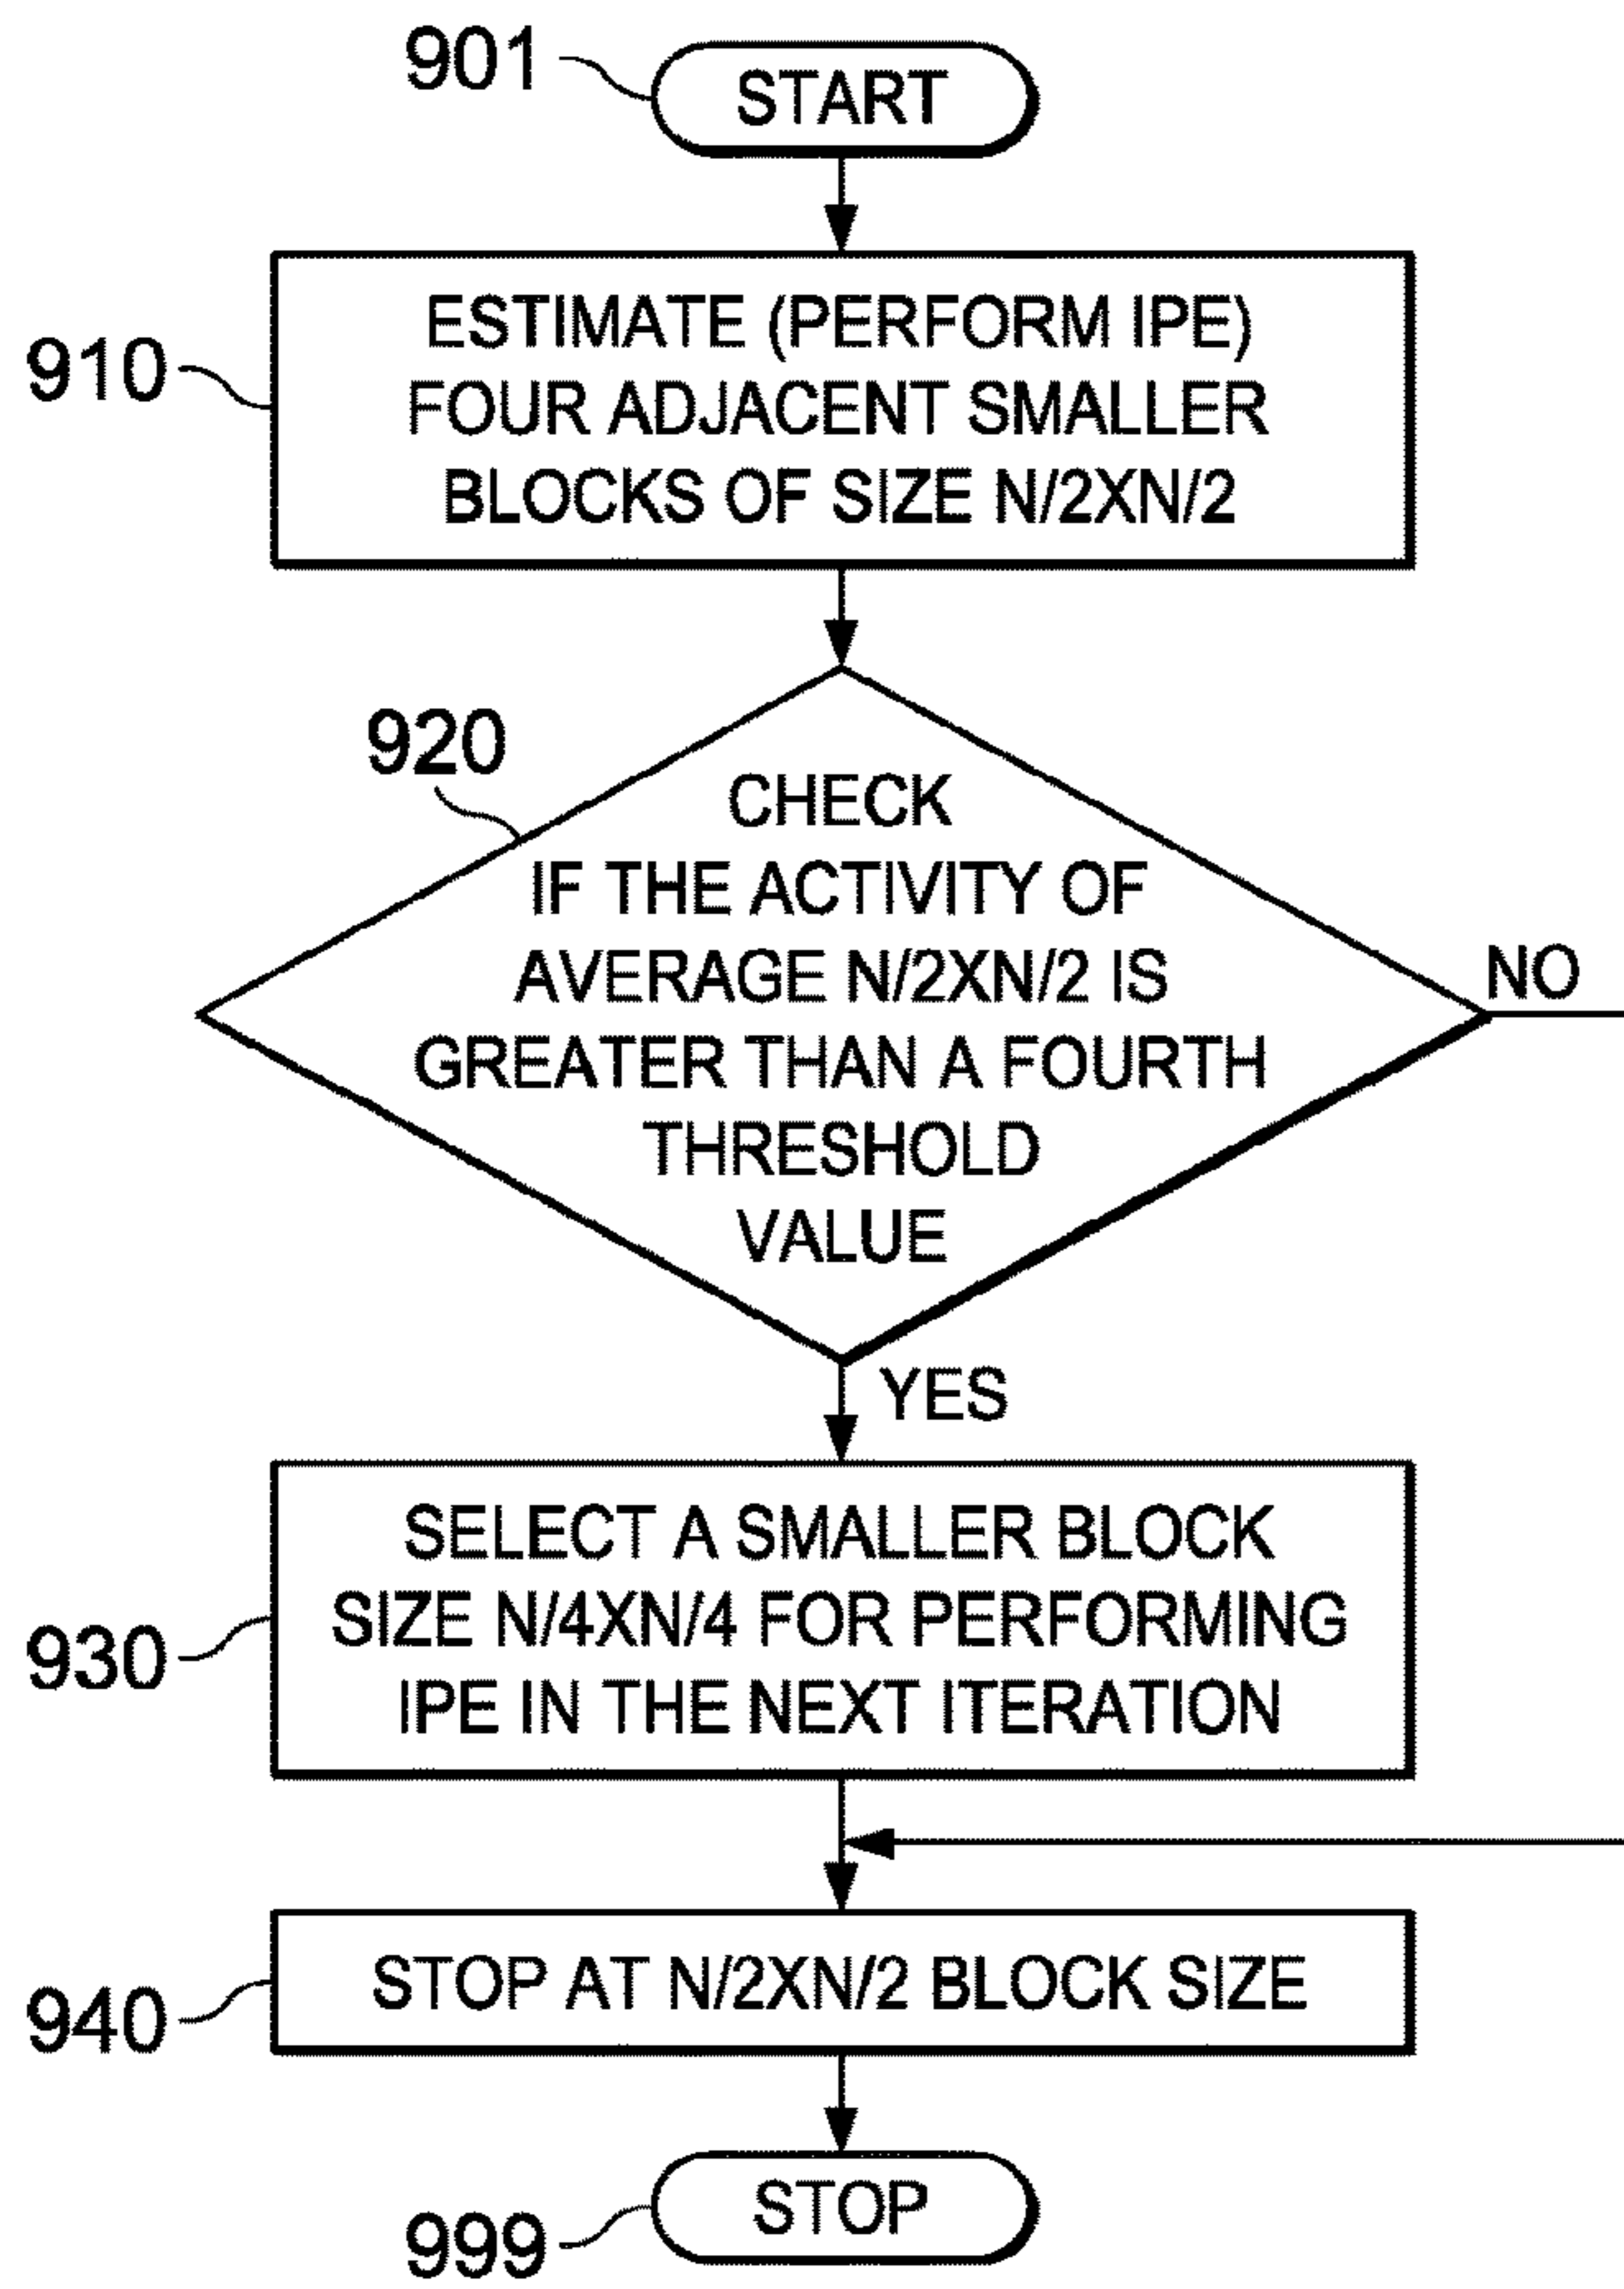 901
START
910
ESTIMATE (PERFORM IPE)
FOUR ADJACENT SMALLER
BLOCKS OF SIZE N/2XN/2
920
CHECK
IF THE ACTIVITY OF
AVERAGE N/2XN/2 IS
GREATER THAN A FOURTH
THRESHOLD
VALUE
NO
YES
930
SELECT A SMALLER BLOCK
SIZE N/4XN/4 FOR PERFORMING
IPE IN THE NEXT ITERATION
940
STOP AT N/2XN/2 BLOCK SIZE
999
STOP